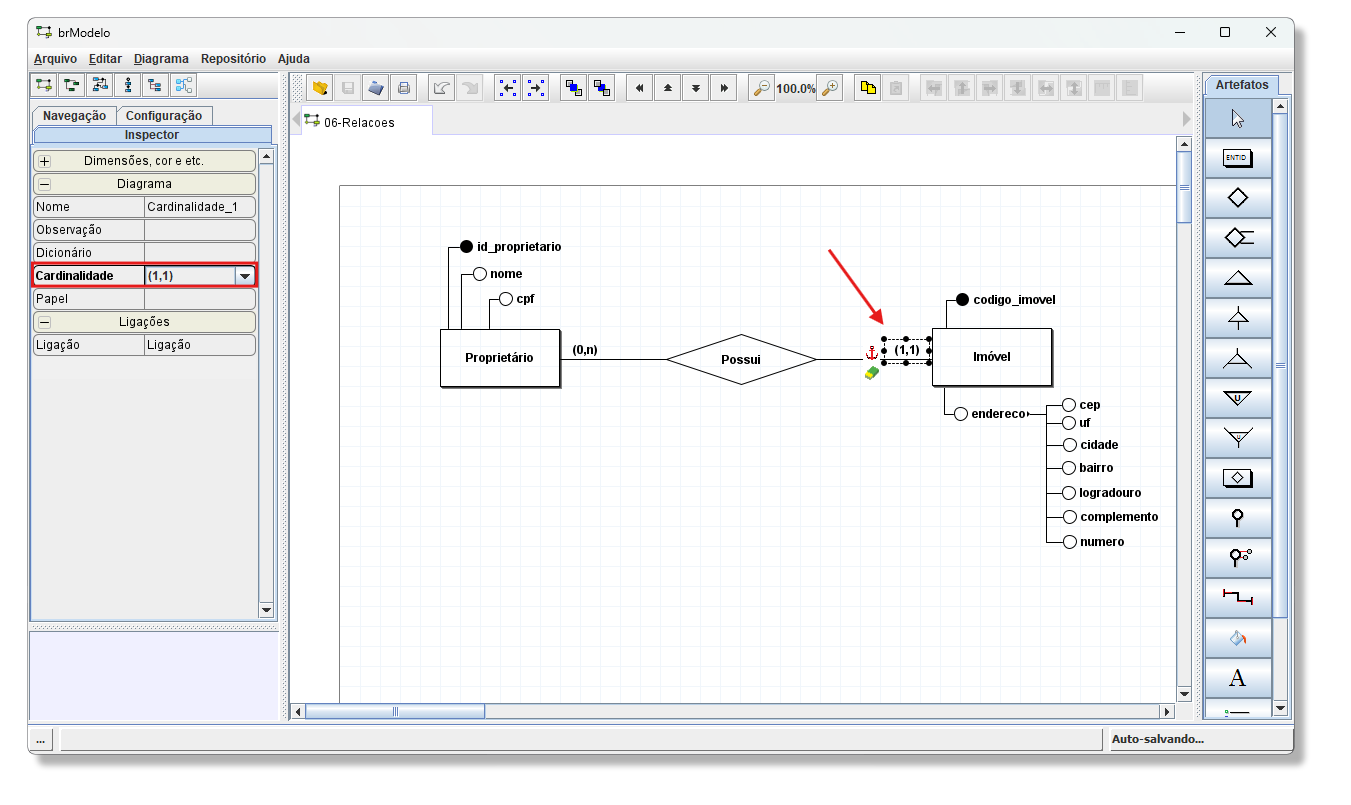 brModelo
Arquivo Editar Diagrama Repositório Ajuda
100.0%
Artefatos
Navegação Configuração
Inspector
06-Relacoes
Dimensões, cor e etc.
Diagrama
Nome Cardinalidade_1
Observação
Dicionário
Cardinalidade (1,1)
Papel
Ligações
Ligação Ligação
ENTID
id_proprietario
nome
cpf
codigo_imovel
Proprietário (0,n) Possui (1,1) Imóvel
endereco
cep
uf
cidade
bairro
logradouro
complemento
numero
U
U
A
...
Auto-salvando...